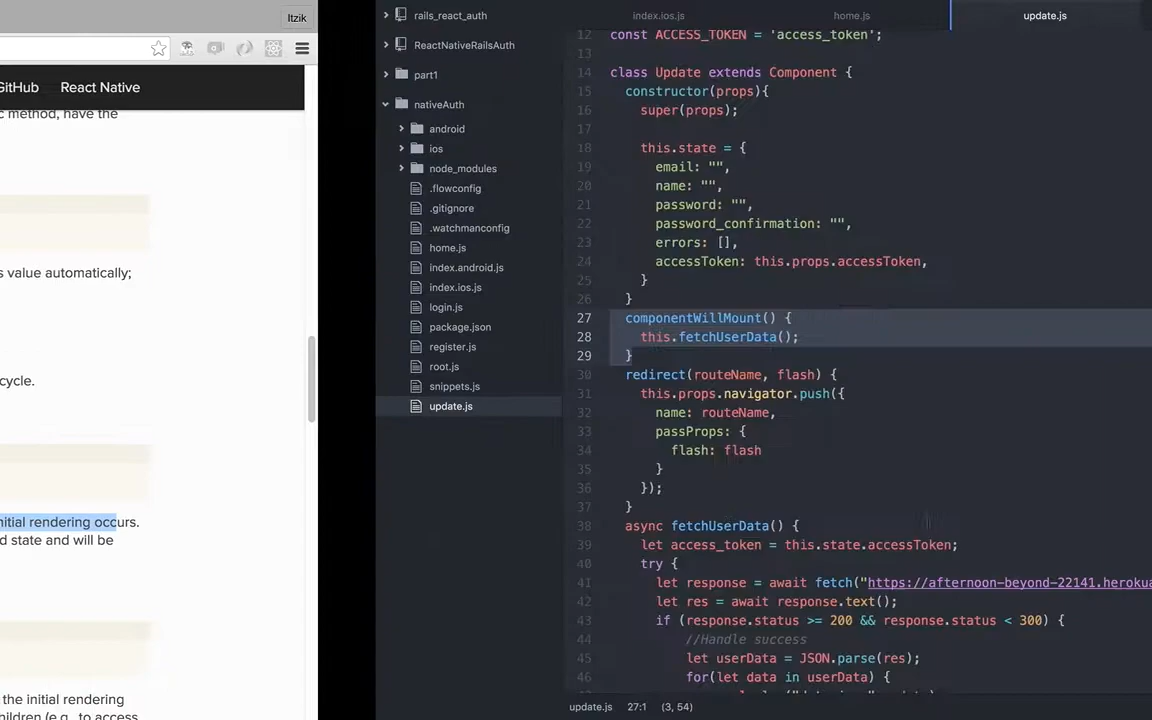 Itzik
GitHub React Native
c method, have the
s value automatically;
cycle.
nitial rendering occurs.
d state and will be
the initial rendering
hildren (e.g., to access
rails_react_auth
ReactNativeRailsAuth
part1
nativeAuth
android
ios
node_modules
.flowconfig
.gitignore
.watchmanconfig
home.js
index.android.js
index.ios.js
login.js
package.json
register.js
root.js
snippets.js
update.js
index.ios.js home.js update.js
12 const ACCESS_TOKEN = 'access_token';
13
14 class Update extends Component {
15 constructor(props){
16 super(props);
17
18 this.state = {
19 email: "",
20 name: "",
21 password: "",
22 password_confirmation: "",
23 errors: [],
24 accessToken: this.props.accessToken,
25 }
26 }
27 componentWillMount() {
28 this.fetchUserData();
29 }
30 redirect(routeName, flash) {
31 this.props.navigator.push({
32 name: routeName,
33 passProps: {
34 flash: flash
35 }
36 });
37 }
38 async fetchUserData() {
39 let access_token = this.state.accessToken;
40 try {
41 let response = await fetch("https://afternoon-beyond-22141.heroku
42 let res = await response.text();
43 if (response.status >= 200 && response.status < 300) {
44 //Handle success
45 let userData = JSON.parse(res);
46 for(let data in userData) {
update.js 27:1 (3, 54)